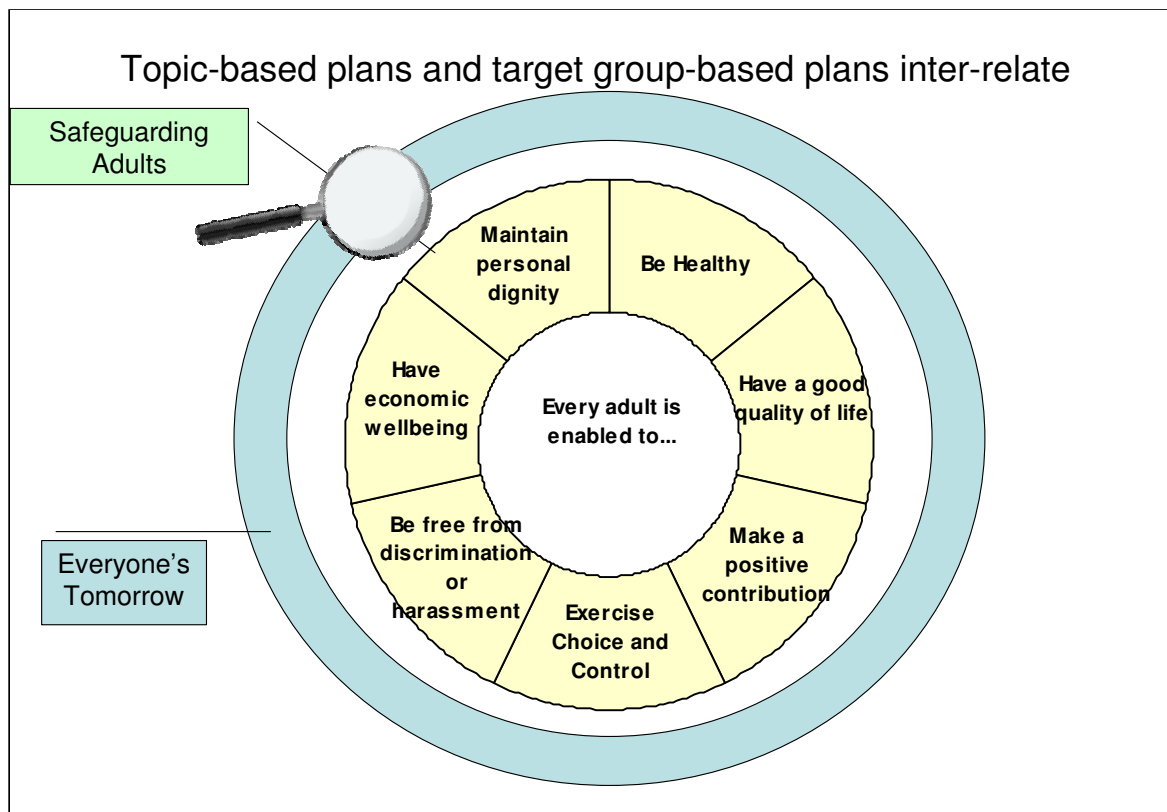 Topic-based plans and target group-based plans inter-relate
Safeguarding
Adults
Maintain
personal
dignity
Be Healthy
Have
economic
wellbeing
Every adult is
enabled to...
Have a good
quality of life
Be free from
discrimination
or
harassment
Make a
positive
contribution
Exercise
Choice and
Control
Everyone's
Tomorrow